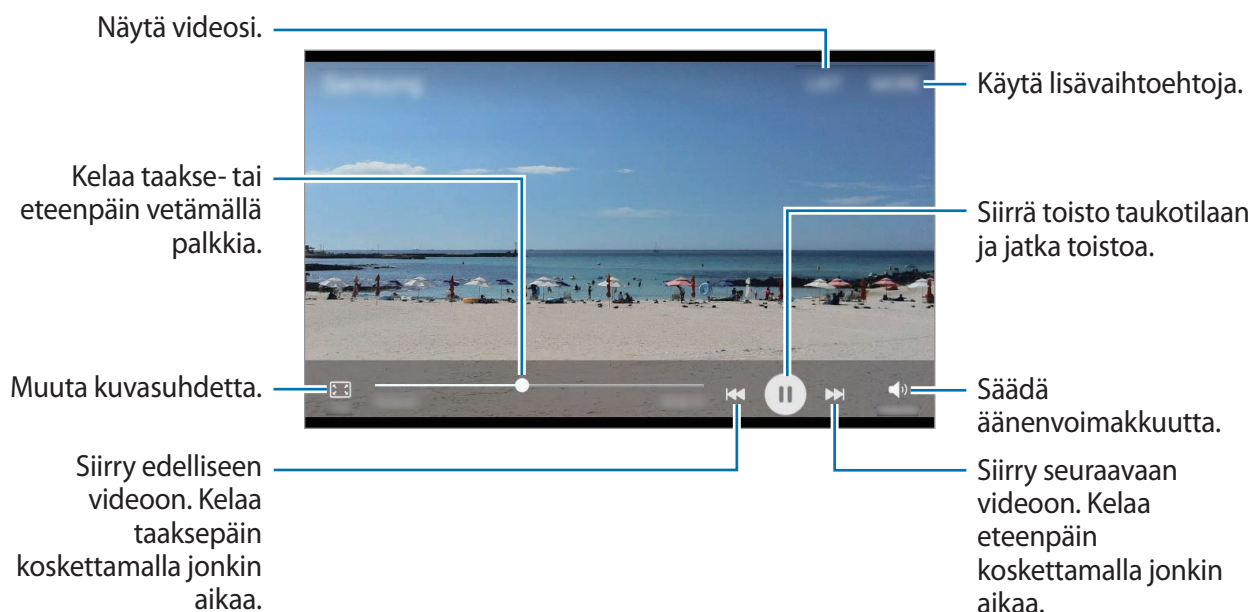 Näytä videosi.
Käytä lisävaihtoehtoja.
Kelaa taakse- tai
eteenpäin vetämällä
palkkia.
Siirrä toisto taukotilaan
ja jatka toistoa.
Muuta kuvasuhdetta.
Säädä
äänenvoimakkuutta.
Siirry edelliseen
videoon. Kelaa
taaksepäin
koskettamalla jonkin
aikaa.
Siirry seuraavaan
videoon. Kelaa
eteenpäin
koskettamalla jonkin
aikaa.